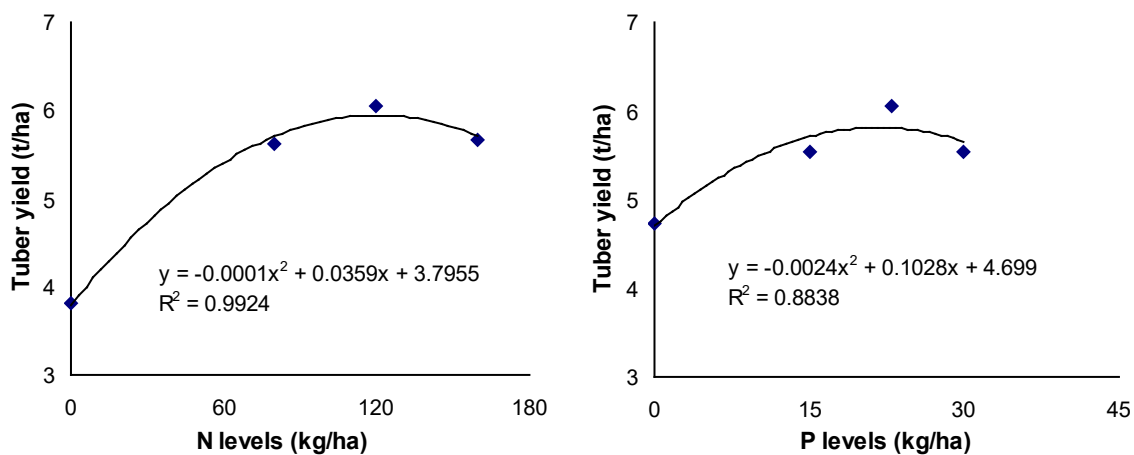 7
6
5
4
3
Tuber yield (t/ha)
y = -0.0001x² + 0.0359x + 3.7955
R² = 0.9924
0 60 120 180
N levels (kg/ha)
7
6
5
4
3
Tuber yield (t/ha)
y = -0.0024x² + 0.1028x + 4.699
R² = 0.8838
0 15 30 45
P levels (kg/ha)